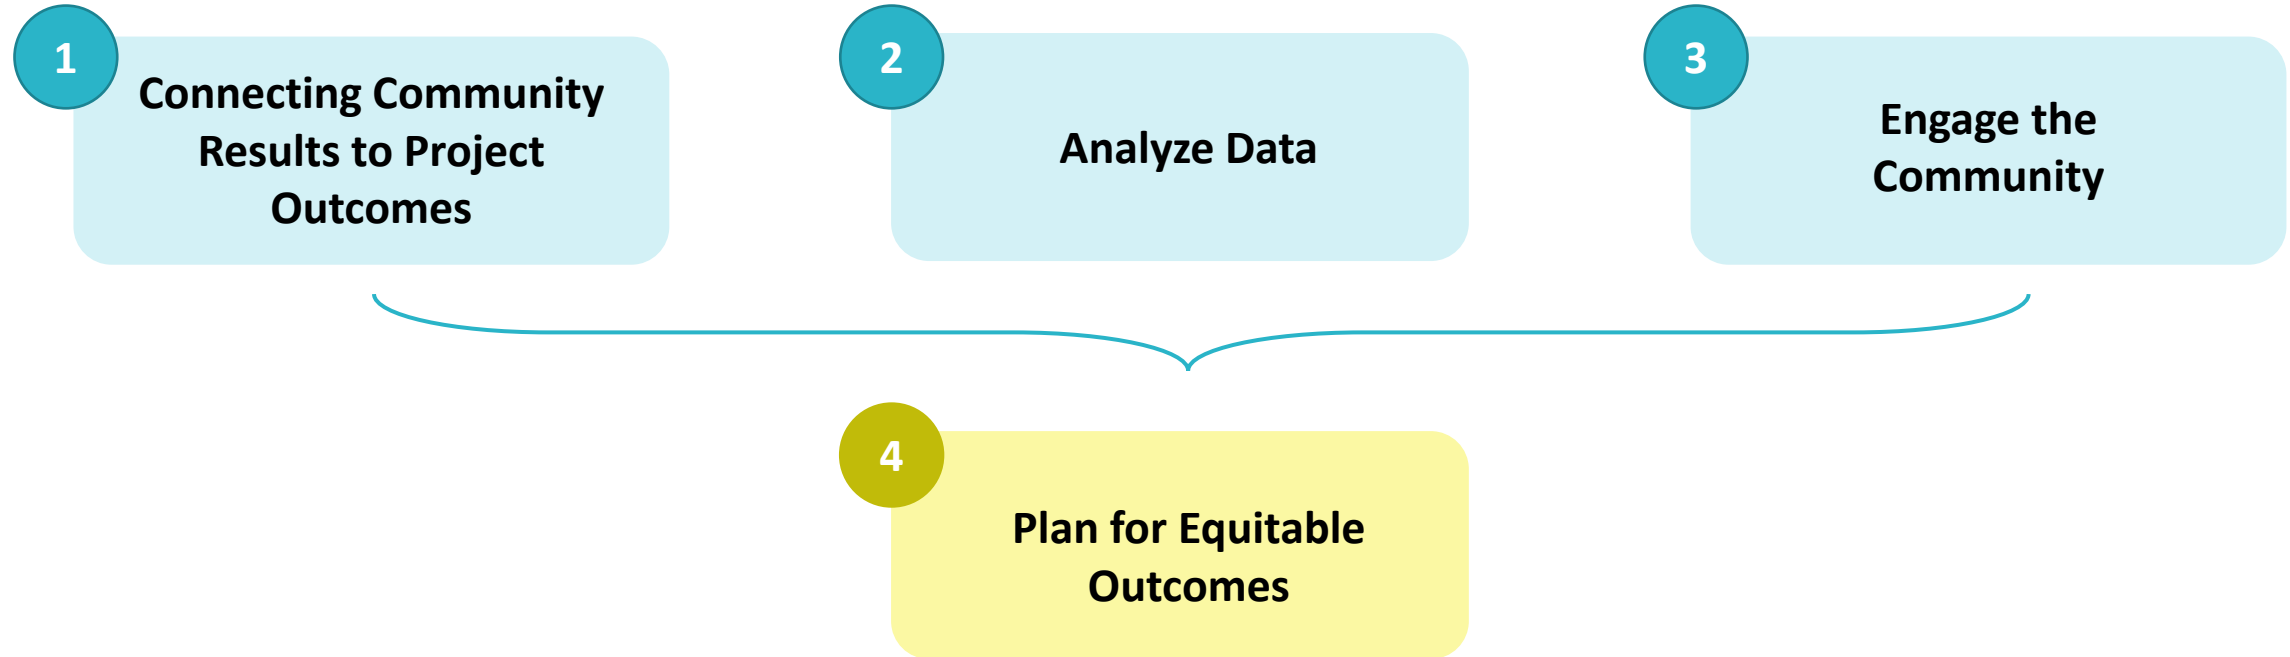 1
Connecting Community
Results to Project
Outcomes
2
Analyze Data
3
Engage the
Community
4
Plan for Equitable
Outcomes